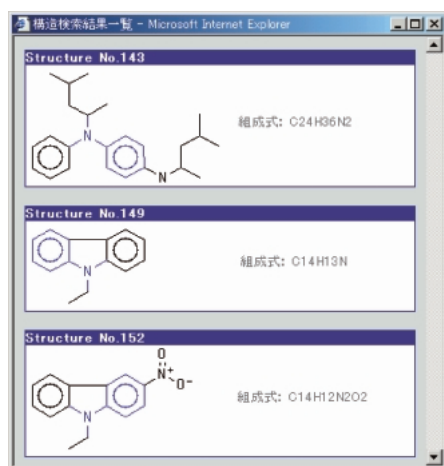 構造検索結果一覧 - Microsoft Internet Explorer
Structure No.143
N
N
組成式: C24H36N2
Structure No.149
N
組成式: C14H13N
Structure No.152
O
N+
O-
N
組成式: C14H12N2O2